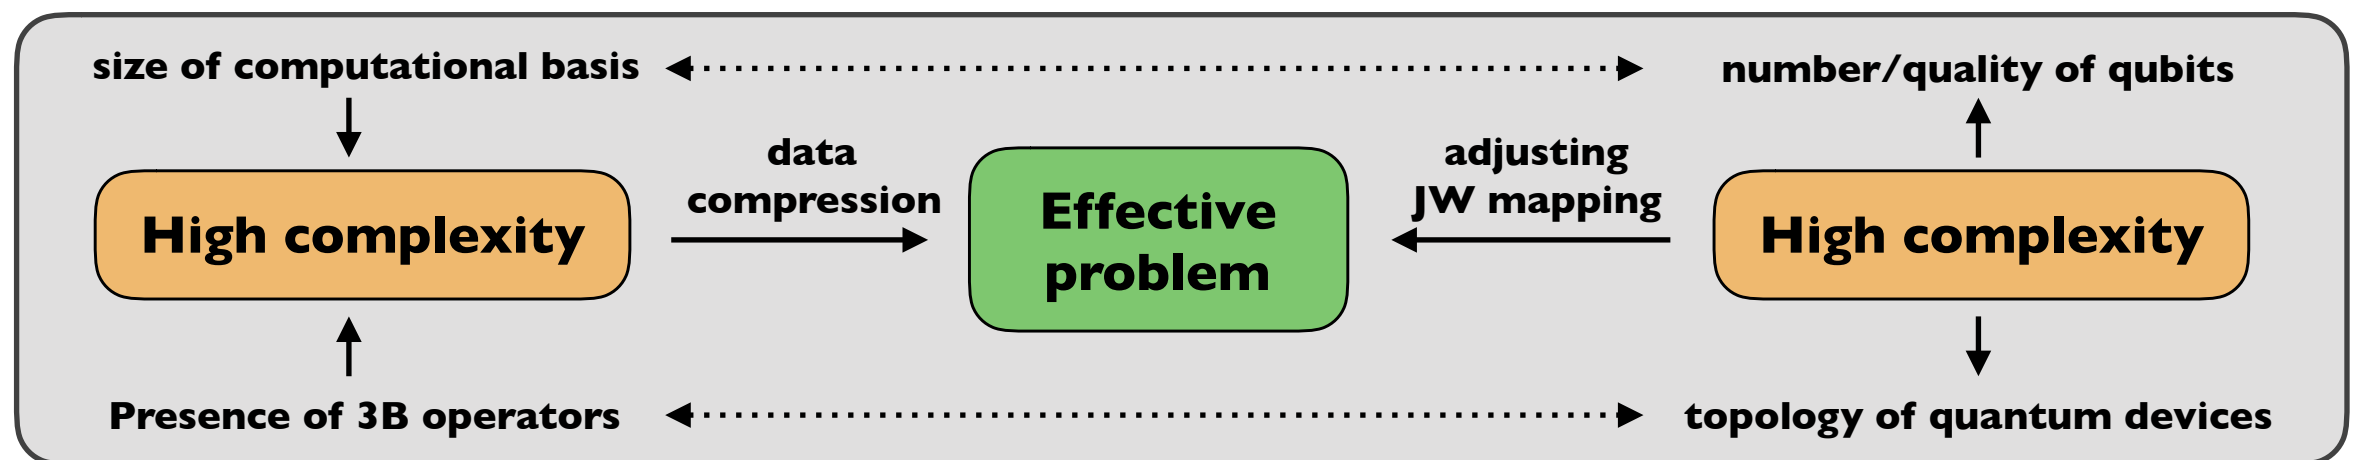 size of computational basis
number/quality of qubits
data
compression
adjusting
JW mapping
High complexity
Effective
problem
High complexity
Presence of 3B operators
topology of quantum devices